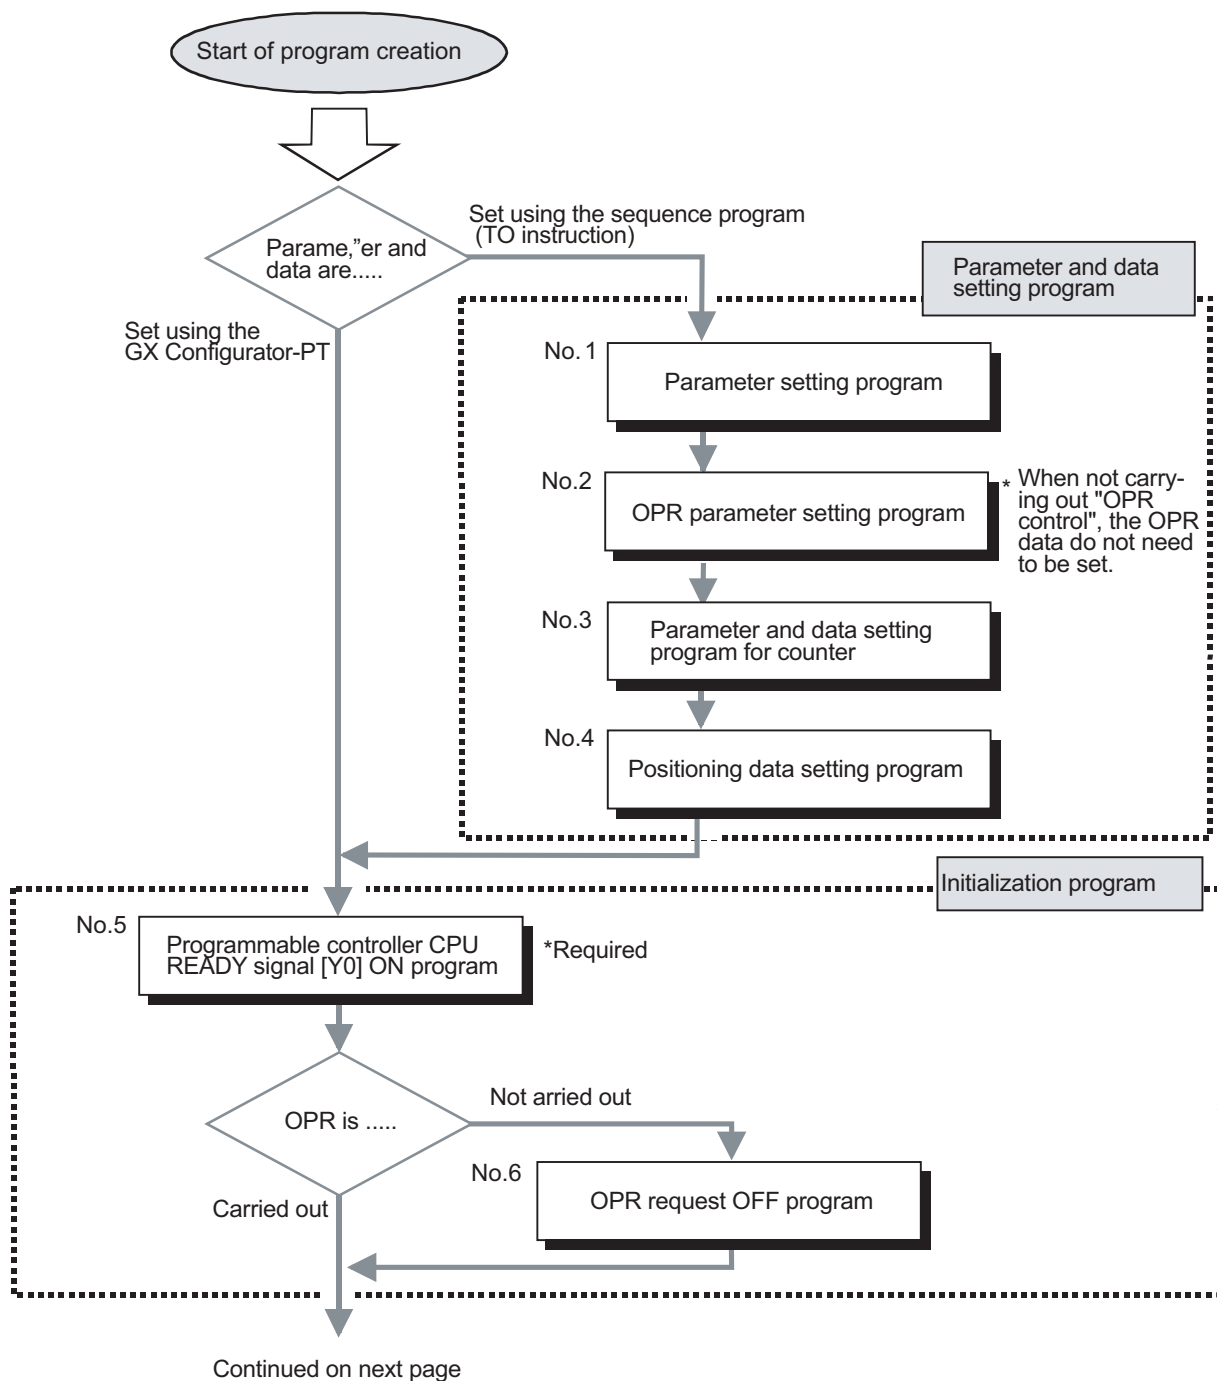 Start of program creation
Parame,”er and
data are.....
Set using the sequence program
(TO instruction)
Parameter and data
setting program
Set using the
GX Configurator-PT
No. 1
Parameter setting program
No.2
OPR parameter setting program
* When not carry-
ing out "OPR
control", the OPR
data do not need
to be set.
No.3
Parameter and data setting
program for counter
No.4
Positioning data setting program
Initialization program
No.5
Programmable controller CPU
READY signal [Y0] ON program
*Required
OPR is .....
Not arried out
No.6
OPR request OFF program
Carried out
Continued on next page